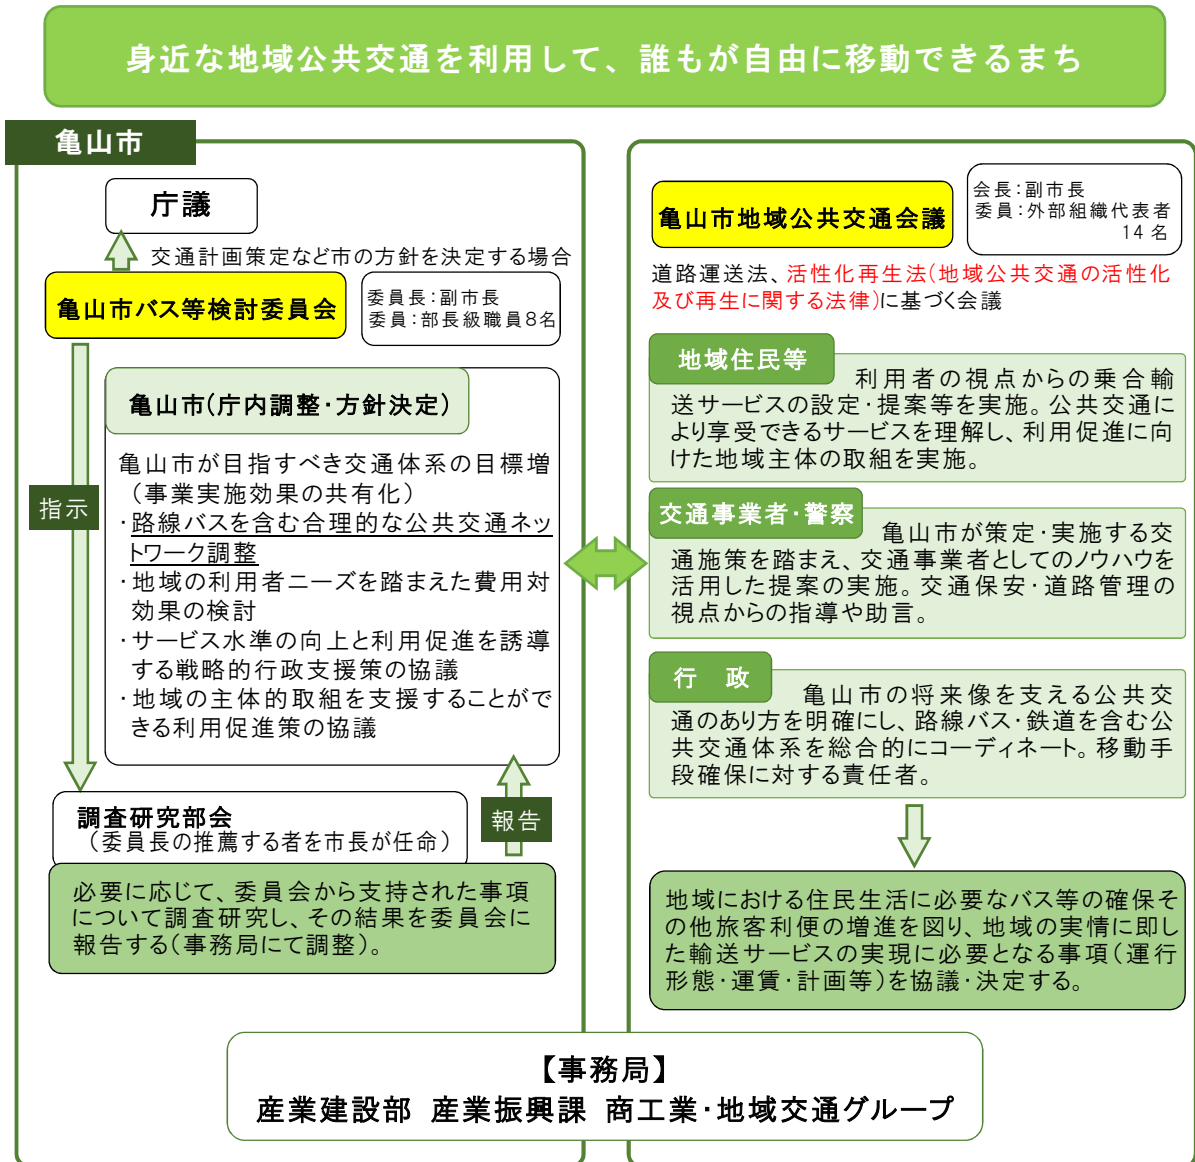 身近な地域公共交通を利用して、誰もが自由に移動できるまち
亀山市
庁議
交通計画策定など市の方針を決定する場合
亀山市バス等検討委員会
委員長：副市長
委員：部長級職員8名
亀山市（庁内調整・方針決定）
亀山市が目指すべき交通体系の目標増
（事業実施効果の共有化）
・路線バスを含む合理的な公共交通ネッ
トワーク調整
・地域の利用者ニーズを踏まえた費用対
効果の検討
・サービス水準の向上と利用促進を誘導
する戦略的行政支援策の協議
・地域の主体的取組を支援することがで
きる利用促進策の協議
指示
報告
調査研究部会
（委員長の推薦する者を市長が任命）
必要に応じて、委員会から支持された事項
について調査研究し、その結果を委員会に
報告する（事務局にて調整）。
亀山市地域公共交通会議
会長：副市長
委員：外部組織代表者
14名
道路運送法、活性化再生法（地域公共交通の活性化
及び再生に関する法律）に基づく会議
地域住民等
利用者の視点からの乗合輸
送サービスの設定・提案等を実施。公共交通に
より享受できるサービスを理解し、利用促進に向
けた地域主体の取組を実施。
交通事業者・警察
亀山市が策定・実施する交
通施策を踏まえ、交通事業者としてのノウハウを
活用した提案の実施。交通保安・道路管理の
視点からの指導や助言。
行　政
亀山市の将来像を支える公共交
通のあり方を明確にし、路線バス・鉄道を含む公
共交通体系を総合的にコーディネート。移動手
段確保に対する責任者。
地域における住民生活に必要なバス等の確保そ
の他旅客利便の増進を図り、地域の実情に即し
た輸送サービスの実現に必要となる事項（運行
形態・運賃・計画等）を協議・決定する。
【事務局】
産業建設部 産業振興課 商工業・地域交通グループ